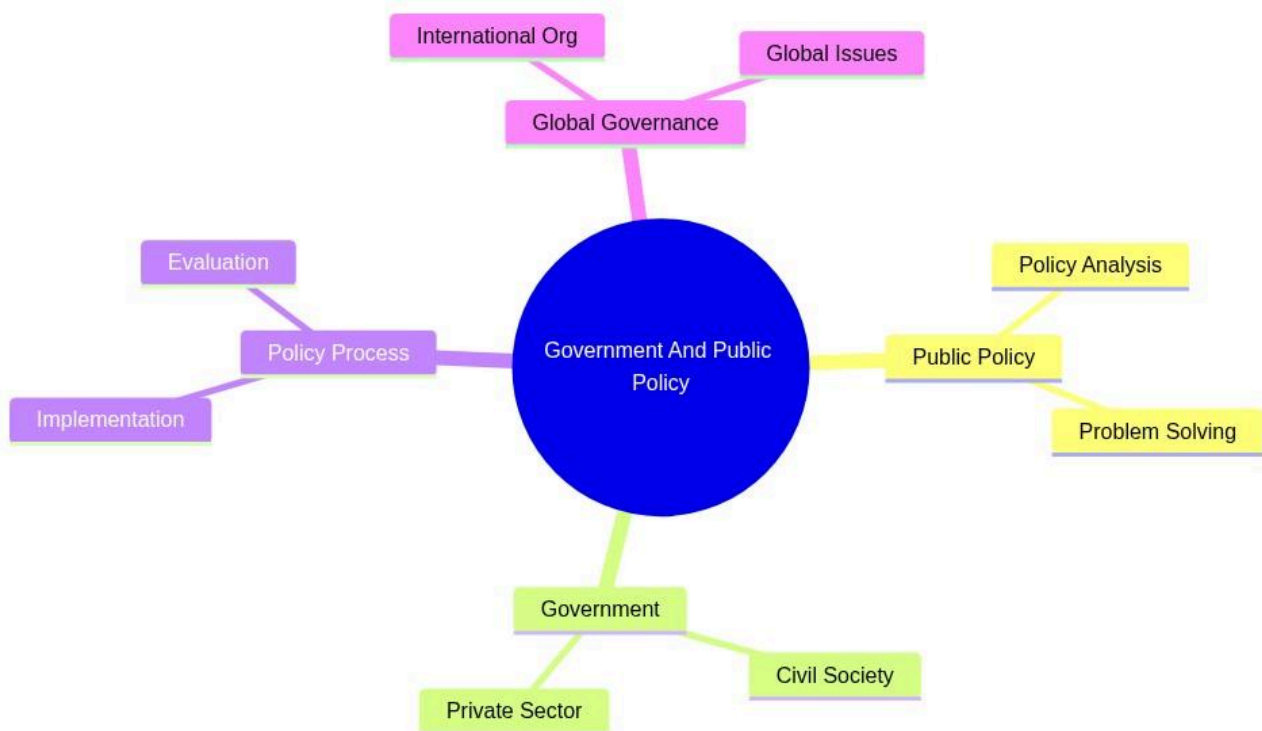 International Org
Global Issues
Global Governance
Evaluation
Policy Analysis
Policy Process
Government And Public
Policy
Public Policy
Implementation
Problem Solving
Government
Civil Society
Private Sector